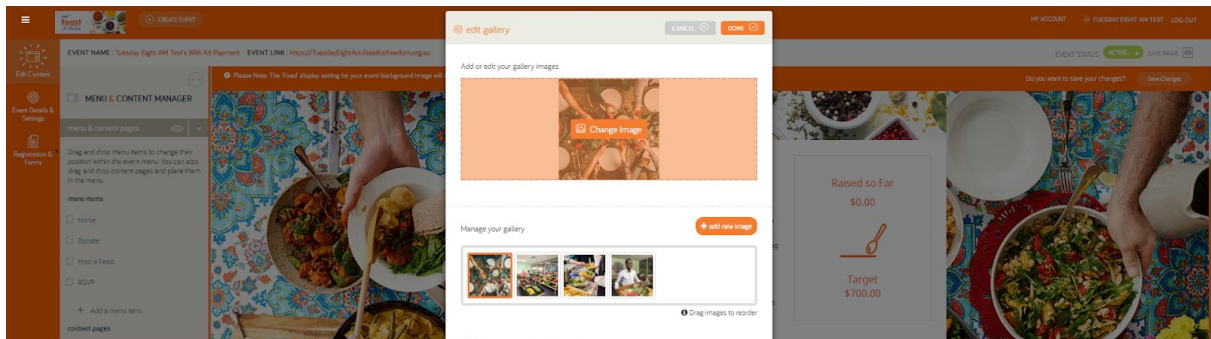 Feast
CREATE EVENT
MY ACCOUNT
TUESDAY EIGHT AM TEST
LOG OUT
Edit Content
Event Details & Settings
Registration & Forms
EVENT NAME: Tuesday Eight AM Test's With Kit Payment EVENT LINK: https://TuesdayEightAm.feastforfreedom.org.au
EVENT STATUS: ACTIVE
LIVE PAGE
Please Note: The 'Fixed' display setting for your event background image will
Do you want to save your changes?
Save Changes
MENU & CONTENT MANAGER
menu & content pages
Drag and drop menu items to change their
position within the event menu. You can also
drag and drop content pages and place them
in the menu.
menu items
Home
Donate
Host a Feast
RSVP
+ Add a menu item
content pages
edit gallery
CANCEL
DONE
Add or edit your gallery images
Change Image
Manage your gallery
+ add new image
Drag images to reorder
Raised so Far
$0.00
Target
$700.00